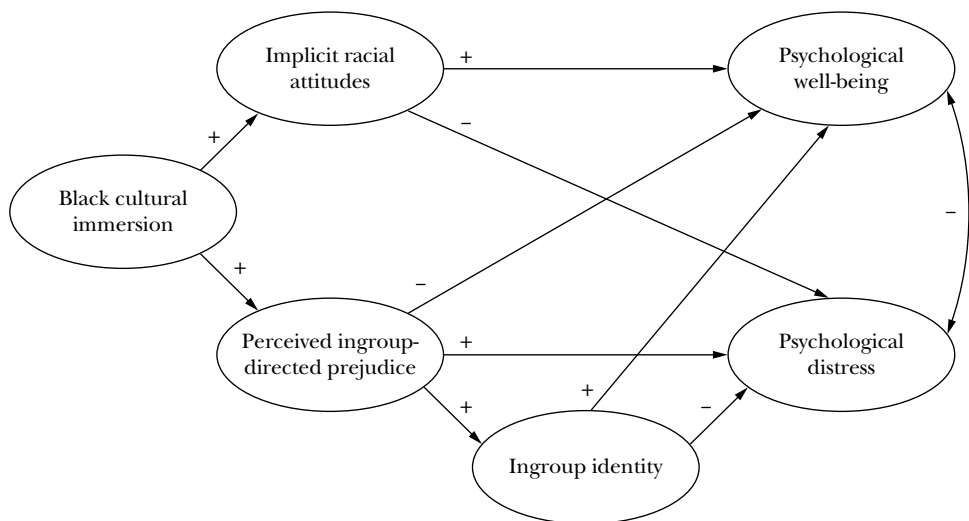 Implicit racial
attitudes
+
Psychological
well-being
–
+
Black cultural
immersion
–
+
–
Perceived ingroup-
directed prejudice
+
Psychological
distress
+
+
–
Ingroup identity